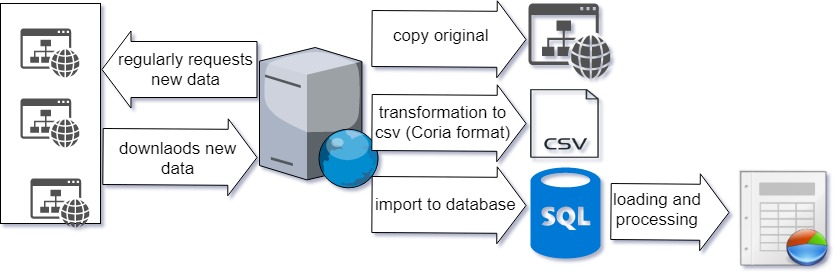 copy original
regularly requests
new data
transformation to
csv (Coria format)
CSV
downlaods new
data
import to database
SQL
loading and
processing